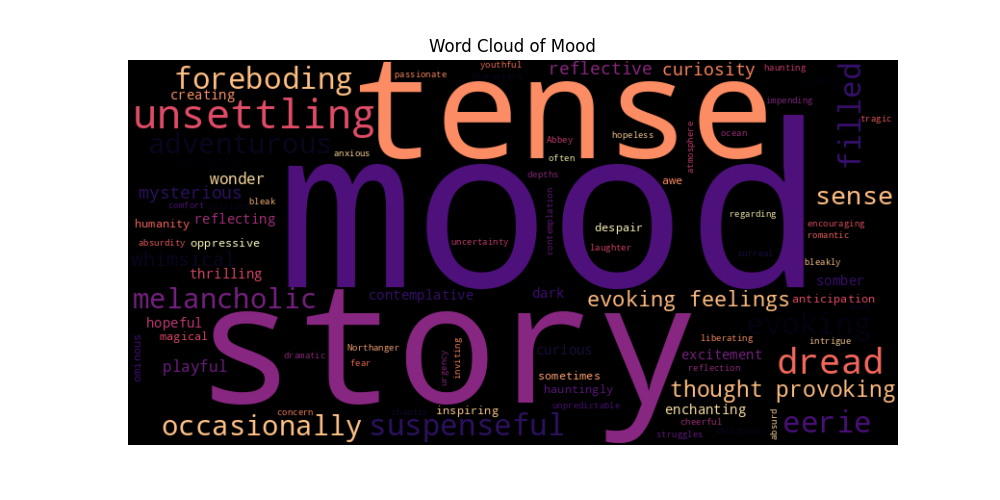 Word Cloud of Mood
passionate
youthful
reflective
curiosity
haunting
foreboding
creating
tense
impending
filled
tragic
unsettling
Abbey
hopeless
ocean
atmosphere
adventurous
anxious
often
mood
depths
awe
wonder
mysterious
bleak
comfort
sense
contemplation
regarding
humanity
reflecting
despair
encouraging
romantic
absurdity
oppressive
uncertainty
laughter
surreal
whimsical
bleakly
thrilling
somber
melancholic
contemplative
dark
evoking feelings
anticipation
story
hopeful
magical
evoking
ominous
liberating
intrigue
dramatic
Northanger
fear
urgency
inviting
curious
excitement
reflection
dread
playful
sometimes
hauntingly
thought provoking
concern
chaotic
inspiring
unpredictable
enchanting
cheerful
absurd
eerie
occasionally
suspenseful
struggles